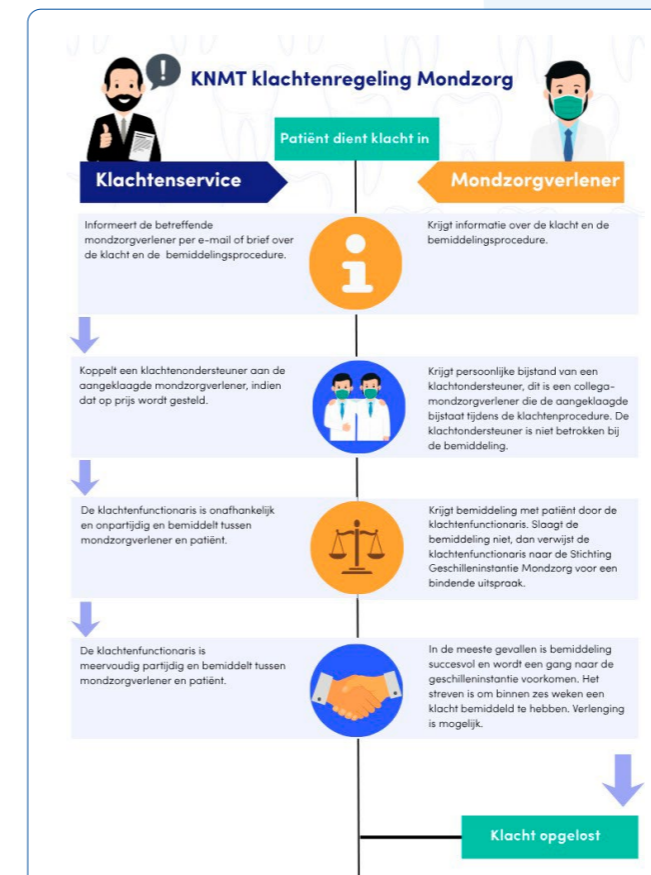 KNMT klachtenregeling Mondzorg
Patiënt dient klacht in
Klachtenservice
Mondzorgverlener
Informeert de betreffende
mondzorgverlener per e-mail of brief over
de klacht en de bemiddelingsprocedure.
Krijgt informatie over de klacht en de
bemiddelingsprocedure.
Koppelt een klachtenondersteuner aan de
aangeklaagde mondzorgverlener, indien
dat op prijs wordt gesteld.
Krijgt persoonlijke bijstand van een
klachtondersteuner, dit is een collega-
mondzorgverlener die de aangeklaagde
bijstaat tijdens de klachtenprocedure. De
klachtondersteuner is niet betrokken bij
de bemiddeling.
De klachtenfunctionaris is onafhankelijk
en onpartijdig en bemiddelt tussen
mondzorgverlener en patiënt.
Krijgt bemiddeling met patiënt door de
klachtenfunctionaris. Slaagt de
bemiddeling niet, dan verwijst de
klachtenfunctionaris naar de Stichting
Geschilleninstantie Mondzorg voor een
bindende uitspraak.
De klachtenfunctionaris is
meervoudig partijdig en bemiddelt tussen
mondzorgverlener en patiënt.
In de meeste gevallen is bemiddeling
succesvol en wordt een gang naar de
geschilleninstantie voorkomen. Het
streven is om binnen zes weken een
klacht bemiddeld te hebben. Verlenging
is mogelijk.
Klacht opgelost